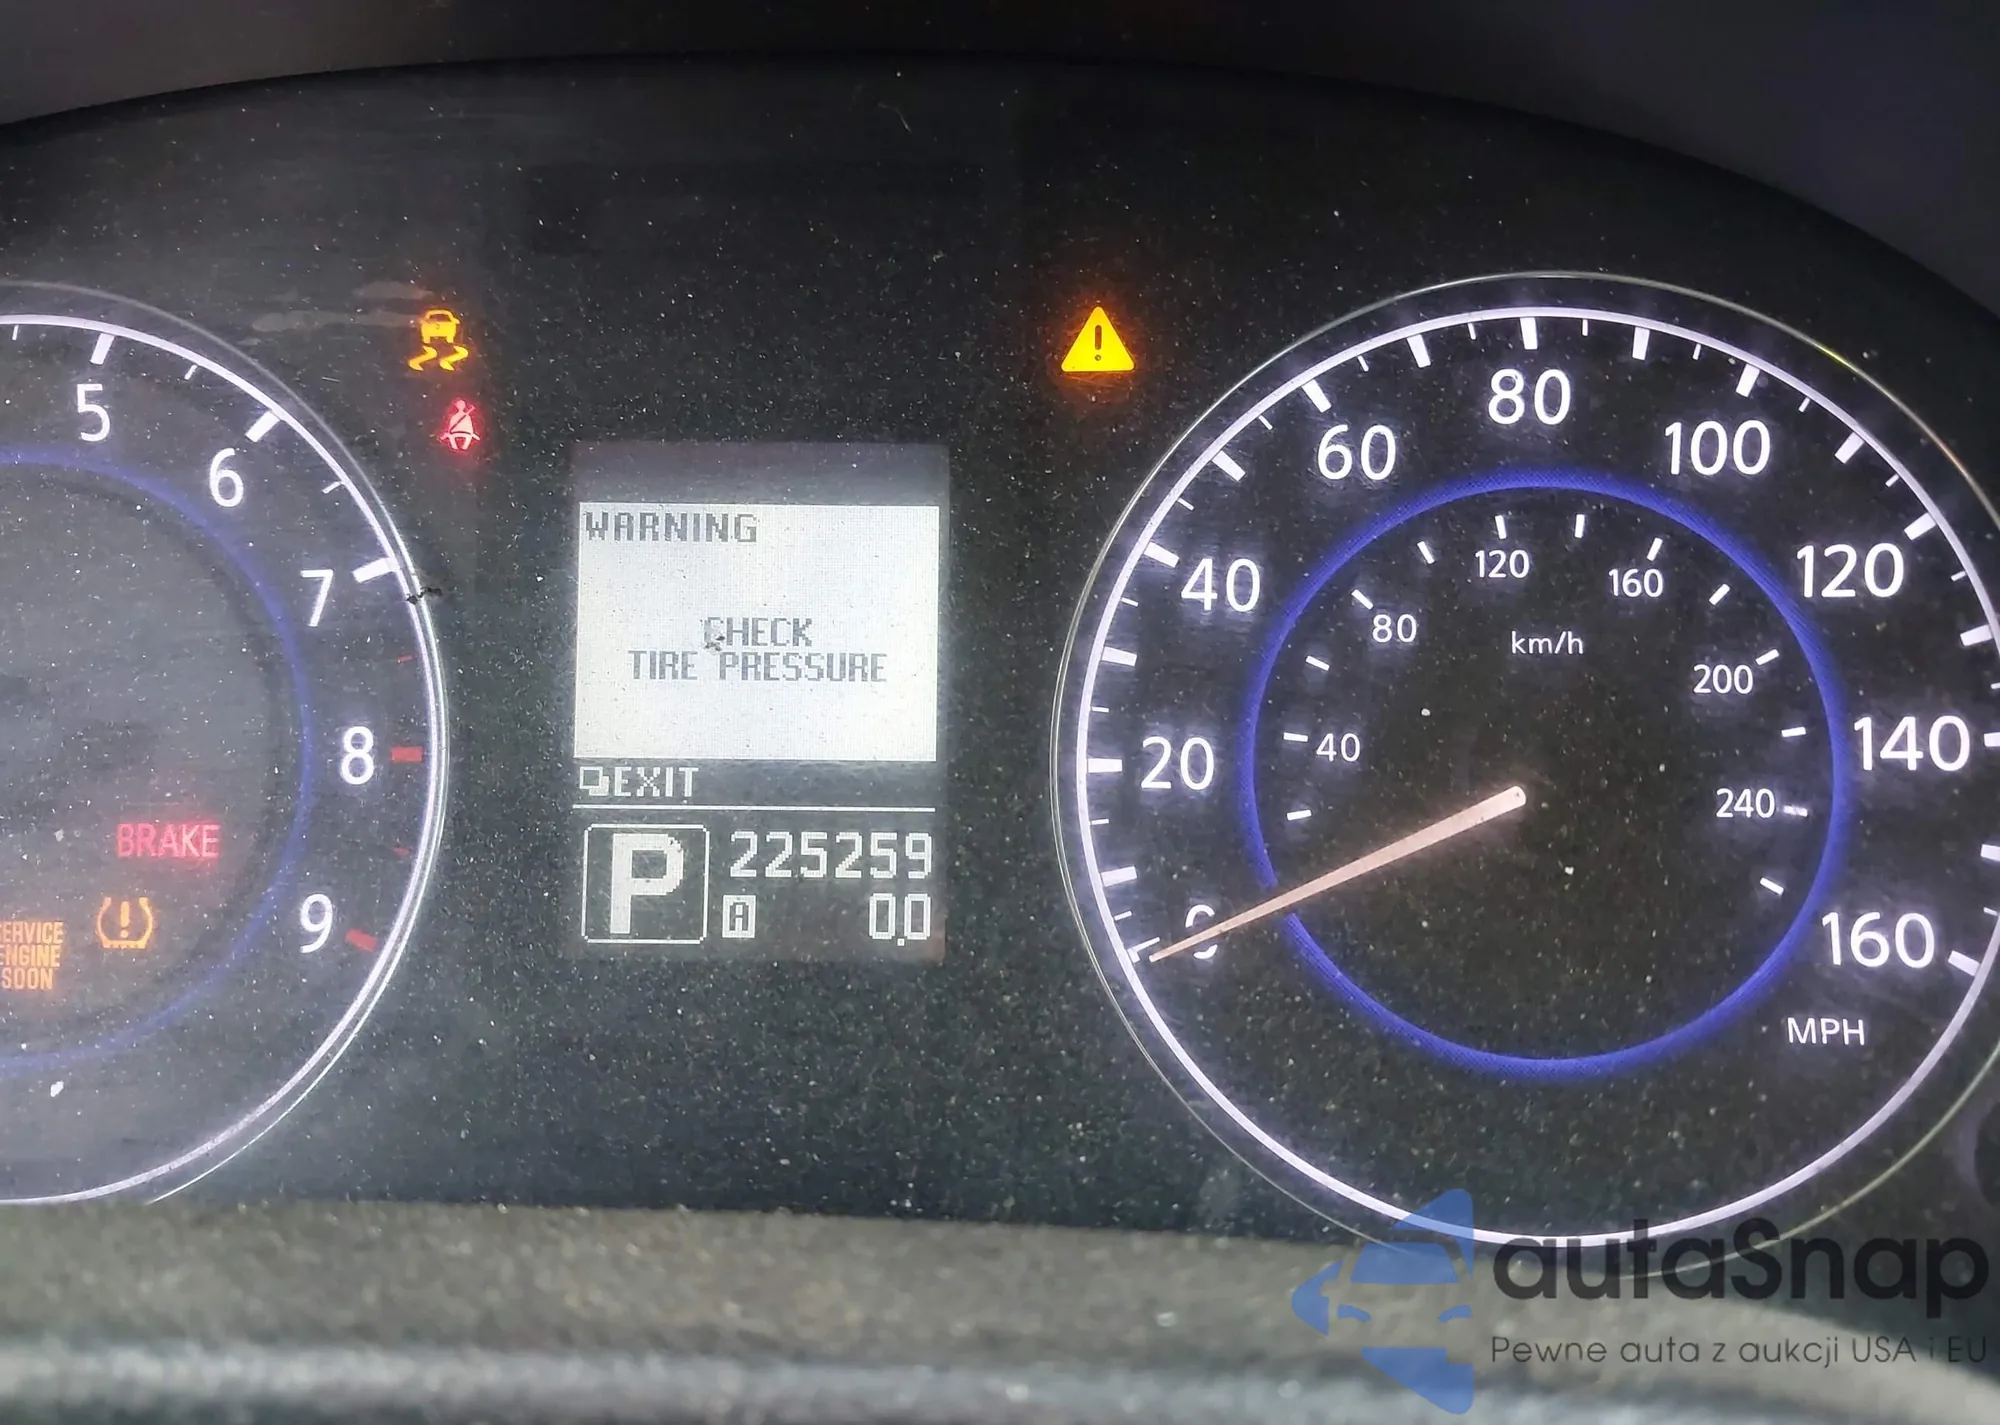 5
6
7
8
9
BRAKE
SERVICE
ENGINE
SOON
WARNING
CHECK
TIRE PRESSURE
EXIT
P
225259
A
0.0
0
20
40
60
80
100
120
140
160
MPH
40
80
120
160
200
240
km/h
autaSnap
Pewne auta z aukcji USA i EU